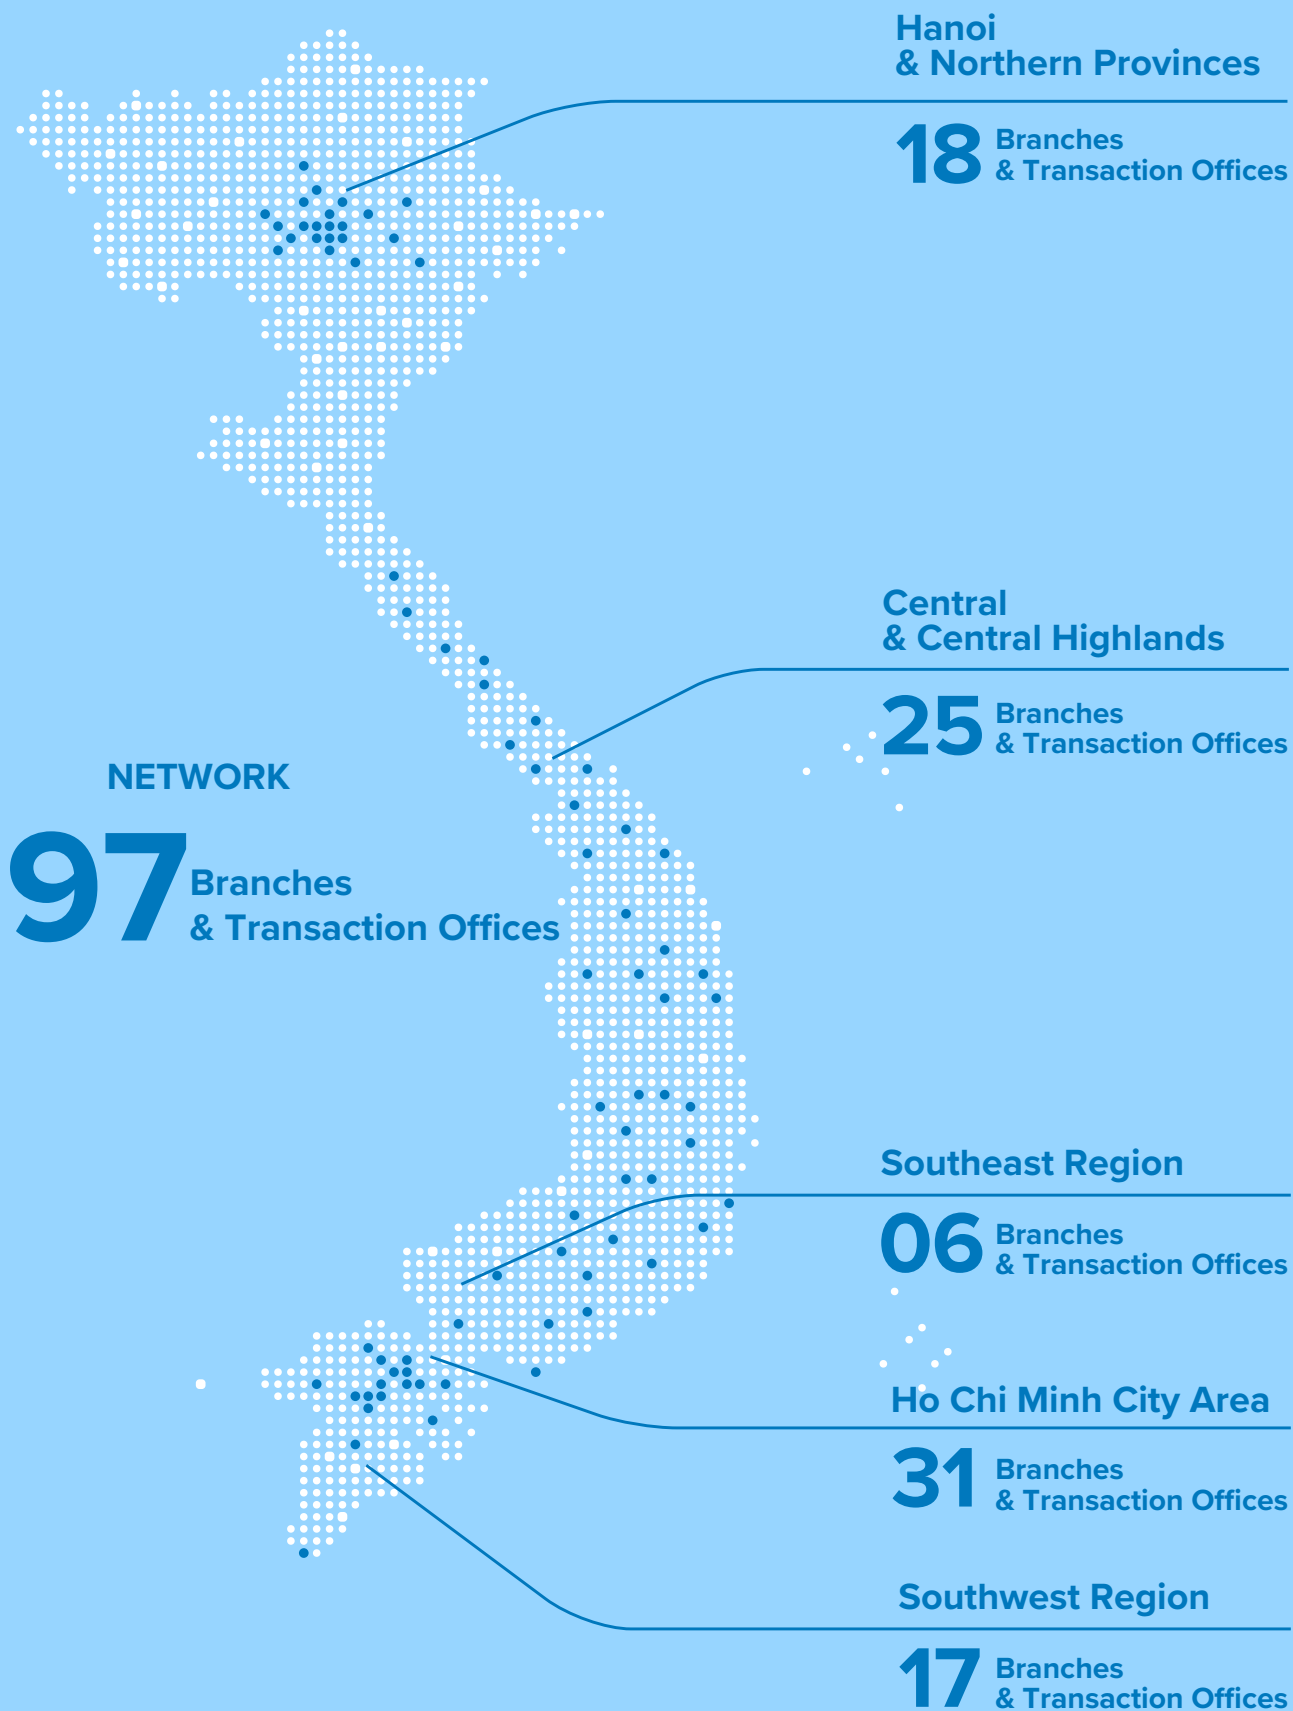 Hanoi
& Northern Provinces
18 Branches
& Transaction Offices
Central
& Central Highlands
25 Branches
& Transaction Offices
NETWORK
97 Branches
& Transaction Offices
Southeast Region
06 Branches
& Transaction Offices
Ho Chi Minh City Area
31 Branches
& Transaction Offices
Southwest Region
17 Branches
& Transaction Offices